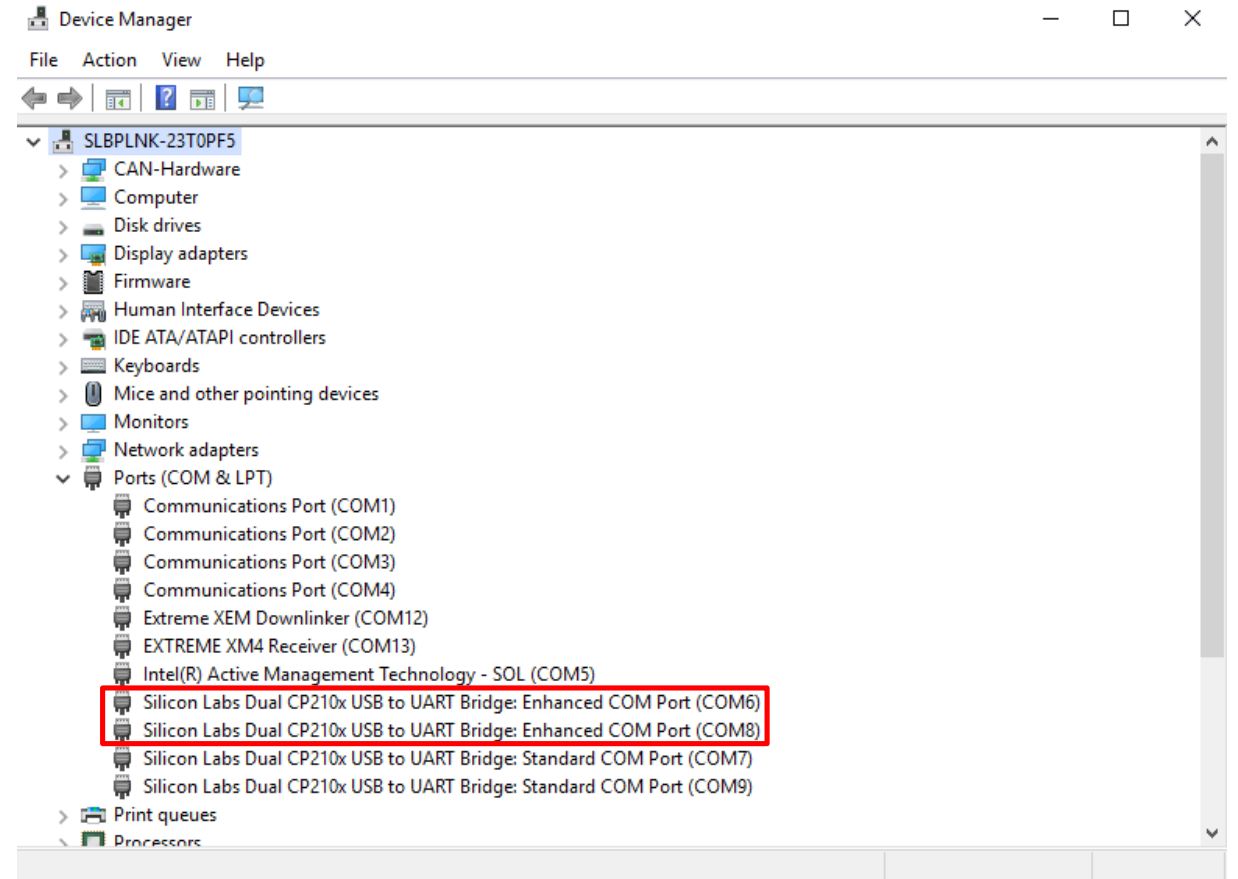 Device Manager
File Action View Help
SLBPLNK-23T0PF5
CAN-Hardware
Computer
Disk drives
Display adapters
Firmware
Human Interface Devices
IDE ATA/ATAPI controllers
Keyboards
Mice and other pointing devices
Monitors
Network adapters
Ports (COM & LPT)
Communications Port (COM1)
Communications Port (COM2)
Communications Port (COM3)
Communications Port (COM4)
Extreme XEM Downlinker (COM12)
EXTREME XM4 Receiver (COM13)
Intel(R) Active Management Technology - SOL (COM5)
Silicon Labs Dual CP210x USB to UART Bridge: Enhanced COM Port (COM6)
Silicon Labs Dual CP210x USB to UART Bridge: Enhanced COM Port (COM8)
Silicon Labs Dual CP210x USB to UART Bridge: Standard COM Port (COM7)
Silicon Labs Dual CP210x USB to UART Bridge: Standard COM Port (COM9)
Print queues
Processors